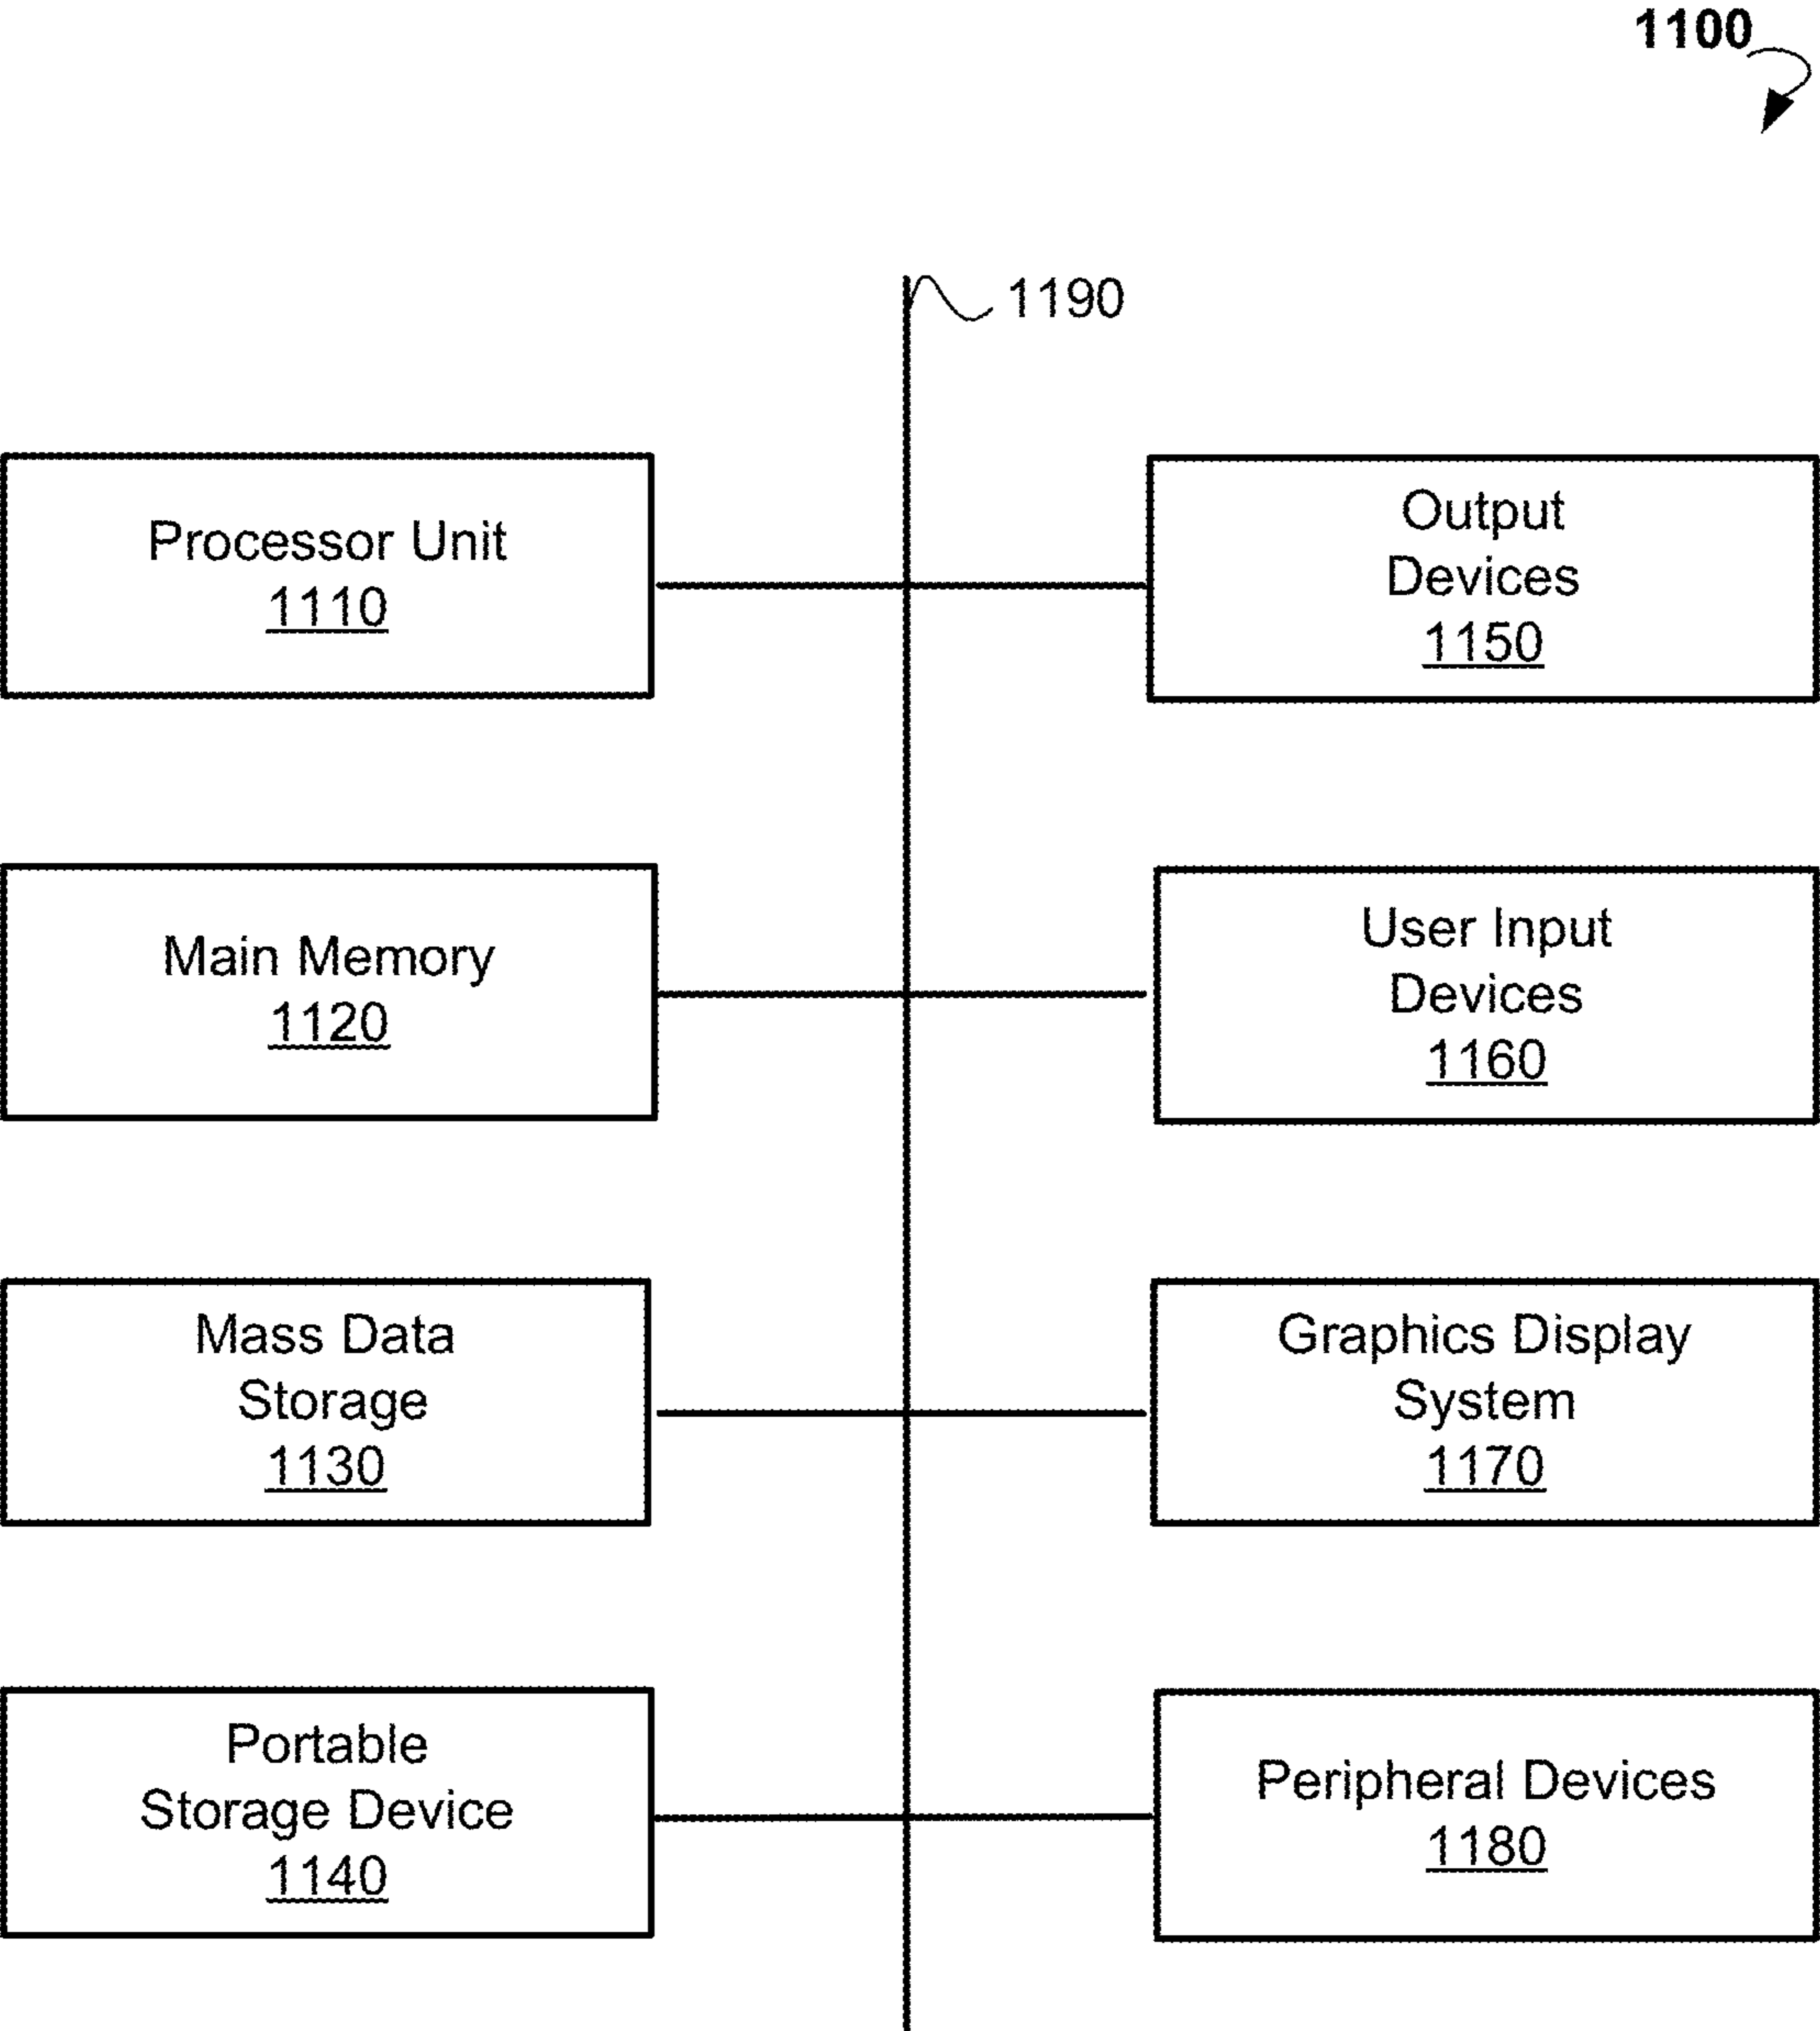 1100
1190
Processor Unit
1110
Output
Devices
1150
Main Memory
1120
User Input
Devices
1160
Mass Data
Storage
1130
Graphics Display
System
1170
Portable
Storage Device
1140
Peripheral Devices
1180